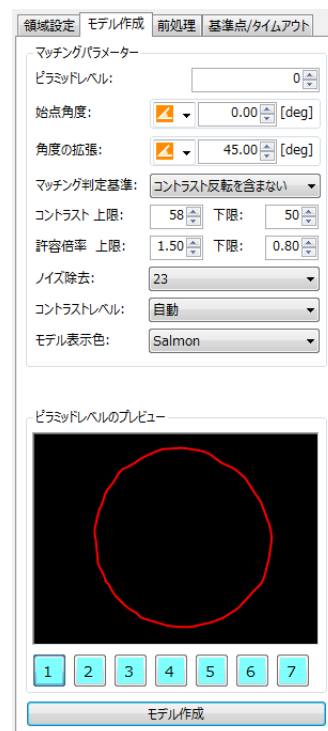 領域設定 モデル作成 前処理 基準点/タイムアウト
マッチングパラメーター
ピラミッドレベル: 0
始点角度: 0.00 [deg]
角度の拡張: 45.00 [deg]
マッチング判定基準: コントラスト反転を含まない
コントラスト 上限: 58 下限: 50
許容倍率 上限: 1.50 下限: 0.80
ノイズ除去: 23
コントラストレベル: 自動
モデル表示色: Salmon
ピラミッドレベルのプレビュー
1 2 3 4 5 6 7
モデル作成